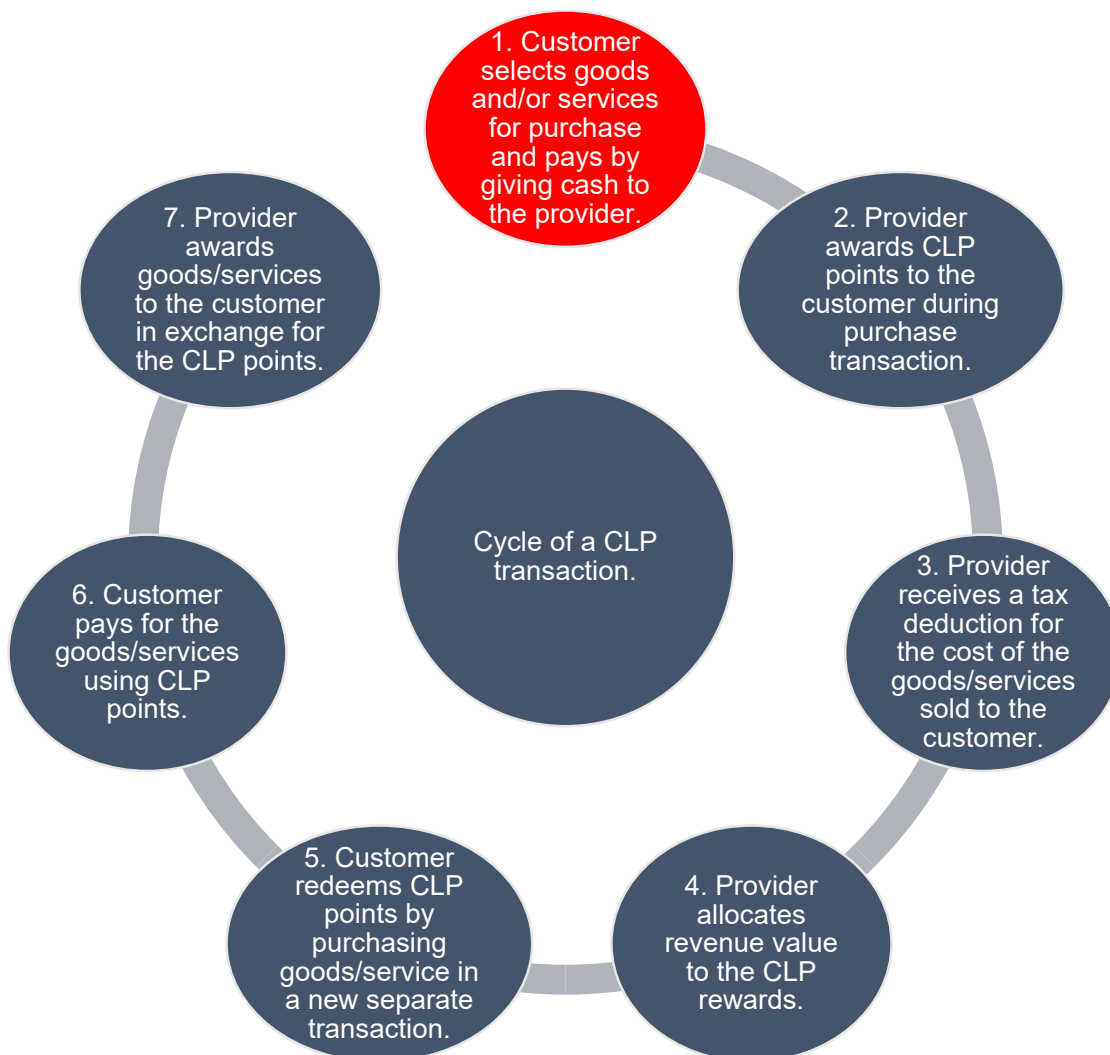 1. Customer
selects goods
and/or services
for purchase
and pays by
giving cash to
the provider.
2. Provider
awards CLP
points to the
customer during
purchase
transaction.
3. Provider
receives a tax
deduction for
the cost of the
goods/services
sold to the
customer.
4. Provider
allocates
revenue value
to the CLP
rewards.
5. Customer
redeems CLP
points by
purchasing
goods/service in
a new separate
transaction.
6. Customer
pays for the
goods/services
using CLP
points.
7. Provider
awards
goods/services
to the customer
in exchange for
the CLP points.
Cycle of a CLP
transaction.